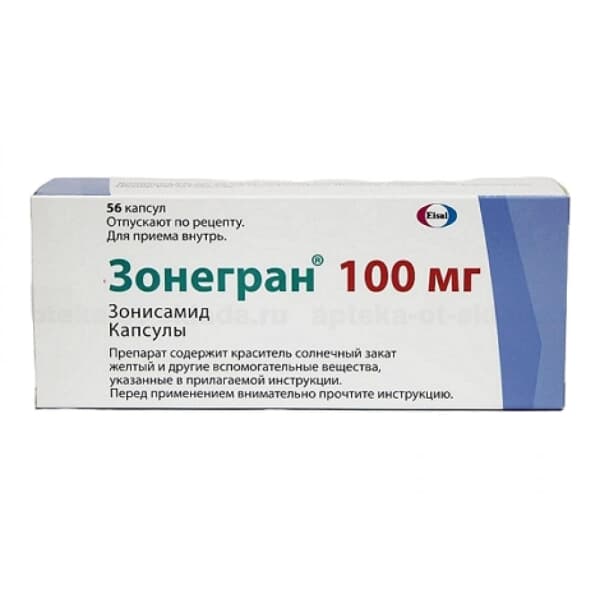 56 капсул
Отпускают по рецепту.
Для приема внутрь.
Eisai
Зонегран® 100 мг
Зонисамид
Капсулы
Препарат содержит краситель солнечный закат
желтый и другие вспомогательные вещества,
указанные в прилагаемой инструкции.
Перед применением внимательно прочтите инструкцию.